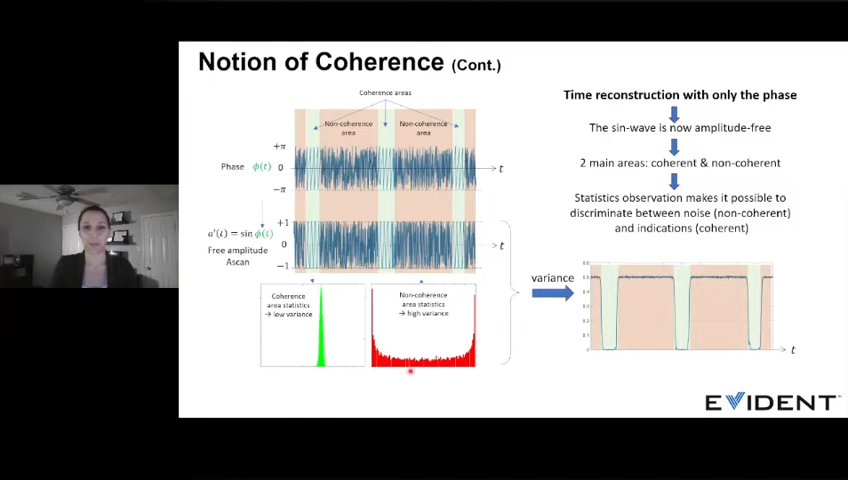 Notion of Coherence (Cont.)
Coherence areas
Non-coherence
area
Non-coherence
area
+π
Phase ϕ(t) 0
−π
t
+1
a′(t) = sin ϕ(t) 0
Free amplitude
Ascan
−1
t
Coherence
area statistics
→ low variance
Non-coherence
area statistics
→ high variance
Time reconstruction with only the phase
The sin-wave is now amplitude-free
2 main areas: coherent & non-coherent
Statistics observation makes it possible to
discriminate between noise (non-coherent)
and indications (coherent)
variance
t
EVIDENT